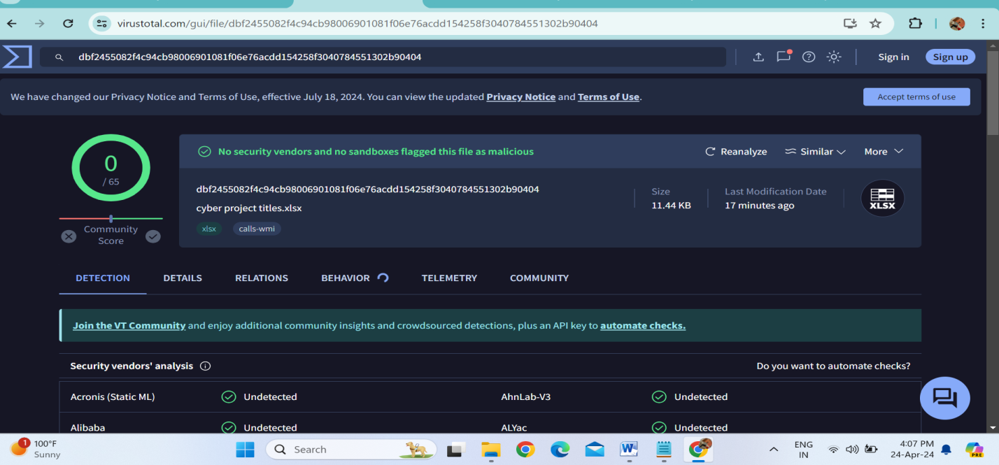 virustotal.com/gui/file/dbf2455082f4c94cb98006901081f06e76acdd154258f3040784551302b90404
dbf2455082f4c94cb98006901081f06e76acdd154258f3040784551302b90404
Sign in
Sign up
We have changed our Privacy Notice and Terms of Use, effective July 18, 2024. You can view the updated Privacy Notice and Terms of Use.
Accept terms of use
0
/ 65
Community
Score
No security vendors and no sandboxes flagged this file as malicious
Reanalyze
Similar
More
dbf2455082f4c94cb98006901081f06e76acdd154258f3040784551302b90404
cyber project titles.xlsx
xlsx
calls-wmi
Size
11.44 KB
Last Modification Date
17 minutes ago
XLSX
DETECTION
DETAILS
RELATIONS
BEHAVIOR
TELEMETRY
COMMUNITY
Join the VT Community and enjoy additional community insights and crowdsourced detections, plus an API key to automate checks.
Security vendors' analysis
Do you want to automate checks?
Acronis (Static ML)
Undetected
AhnLab-V3
Undetected
Alibaba
Undetected
ALYac
Undetected
1
100°F
Sunny
Search
W
ENG
IN
4:07 PM
24-Apr-24
PRE